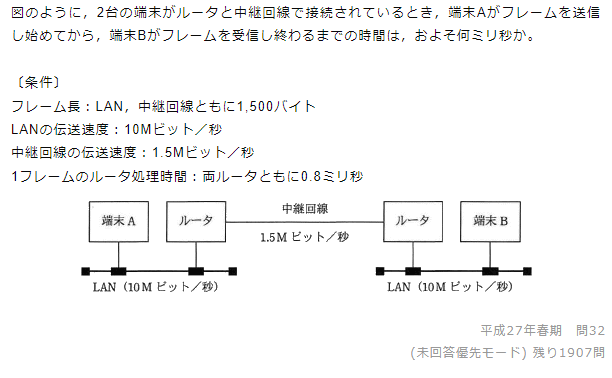 図のように，2台の端末がルータと中継回線で接続されているとき，端末Aがフレームを送信
し始めてから，端末Bがフレームを受信し終わるまでの時間は，およそ何ミリ秒か。
〔条件〕
フレーム長：LAN，中継回線ともに1,500バイト
LANの伝送速度：10Mビット／秒
中継回線の伝送速度：1.5Mビット／秒
1フレームのルータ処理時間：両ルータともに0.8ミリ秒
端末A ルータ 中継回線 ルータ 端末B
1.5M ビット／秒
LAN（10M ビット／秒） LAN（10M ビット／秒）
平成27年春期　問32
(未回答優先モード) 残り1907問